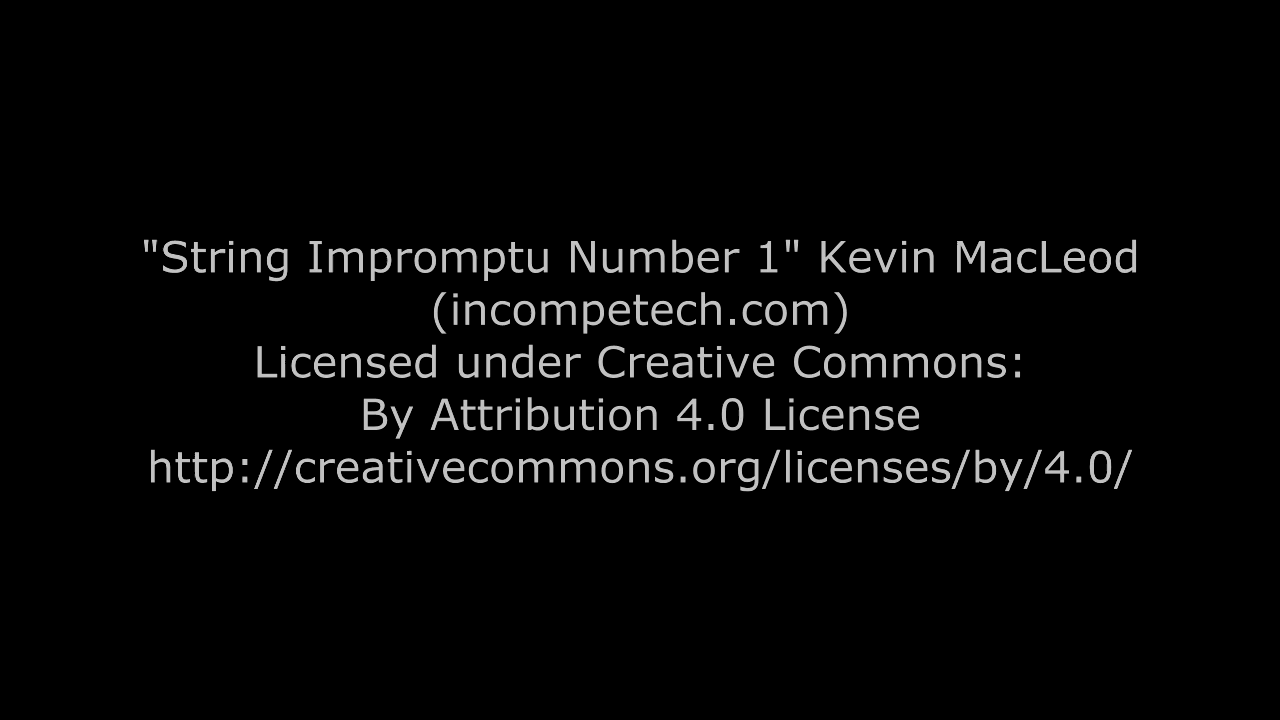 "String Impromptu Number 1" Kevin MacLeod
(incompetech.com)
Licensed under Creative Commons:
By Attribution 4.0 License
http://creativecommons.org/licenses/by/4.0/